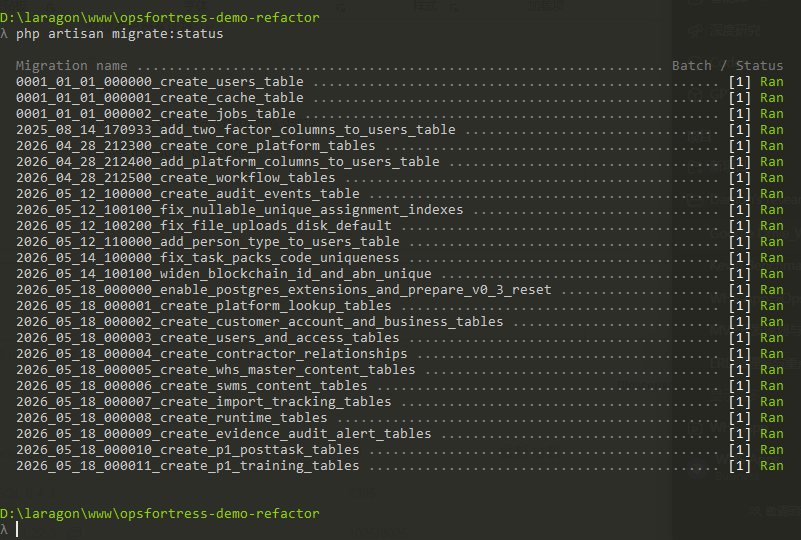 D:\laragon\www\opsfortress-demo-refactor
λ php artisan migrate:status
Migration name .................................................................. Batch / Status
0001_01_01_000000_create_users_table .................................................... [1] Ran
0001_01_01_000001_create_cache_table ................................................... [1] Ran
0001_01_01_000002_create_jobs_table ..................................................... [1] Ran
2025_08_14_170933_add_two_factor_columns_to_users_table ................................. [1] Ran
2026_04_28_212300_create_core_platform_tables ........................................... [1] Ran
2026_04_28_212400_add_platform_columns_to_users_table ................................... [1] Ran
2026_04_28_212500_create_workflow_tables ................................................ [1] Ran
2026_05_12_100000_create_audit_events_table ............................................. [1] Ran
2026_05_12_100100_fix_nullable_unique_assignment_indexes ................................ [1] Ran
2026_05_12_100200_fix_file_uploads_disk_default ......................................... [1] Ran
2026_05_12_110000_add_person_type_to_users_table ........................................ [1] Ran
2026_05_14_100000_fix_task_packs_code_uniqueness ........................................ [1] Ran
2026_05_14_100100_widen_blockchain_id_and_abn_unique .................................... [1] Ran
2026_05_18_000000_enable_postgres_extensions_and_prepare_v0_3_reset ..................... [1] Ran
2026_05_18_000001_create_platform_lookup_tables ......................................... [1] Ran
2026_05_18_000002_create_customer_account_and_business_tables ........................... [1] Ran
2026_05_18_000003_create_users_and_access_tables ........................................ [1] Ran
2026_05_18_000004_create_contractor_relationships ....................................... [1] Ran
2026_05_18_000005_create_whs_master_content_tables ...................................... [1] Ran
2026_05_18_000006_create_swms_content_tables ............................................ [1] Ran
2026_05_18_000007_create_import_tracking_tables ......................................... [1] Ran
2026_05_18_000008_create_runtime_tables ................................................. [1] Ran
2026_05_18_000009_create_evidence_audit_alert_tables .................................... [1] Ran
2026_05_18_000010_create_p1_posttask_tables ............................................. [1] Ran
2026_05_18_000011_create_p1_training_tables ............................................. [1] Ran
D:\laragon\www\opsfortress-demo-refactor
λ